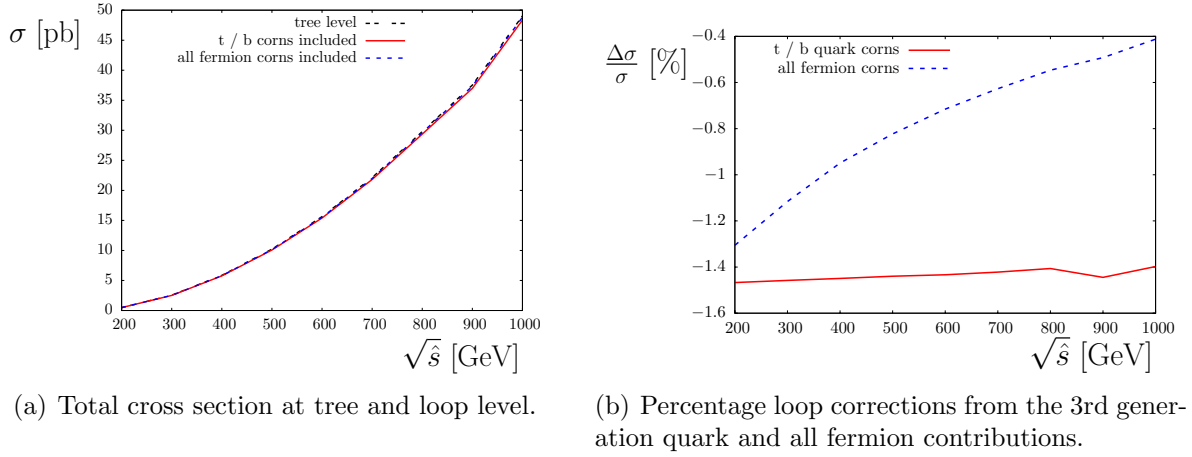 σ [pb]
tree level
t / b corns included
all fermion corns included
50
45
40
35
30
25
20
15
10
5
0
200 300 400 500 600 700 800 900 1000
√ŝ [GeV]
(a) Total cross section at tree and loop level.
Δσ/σ [%]
t / b quark corns
all fermion corns
−0.4
−0.6
−0.8
−1
−1.2
−1.4
−1.6
200 300 400 500 600 700 800 900 1000
√ŝ [GeV]
(b) Percentage loop corrections from the 3rd gener-
ation quark and all fermion contributions.